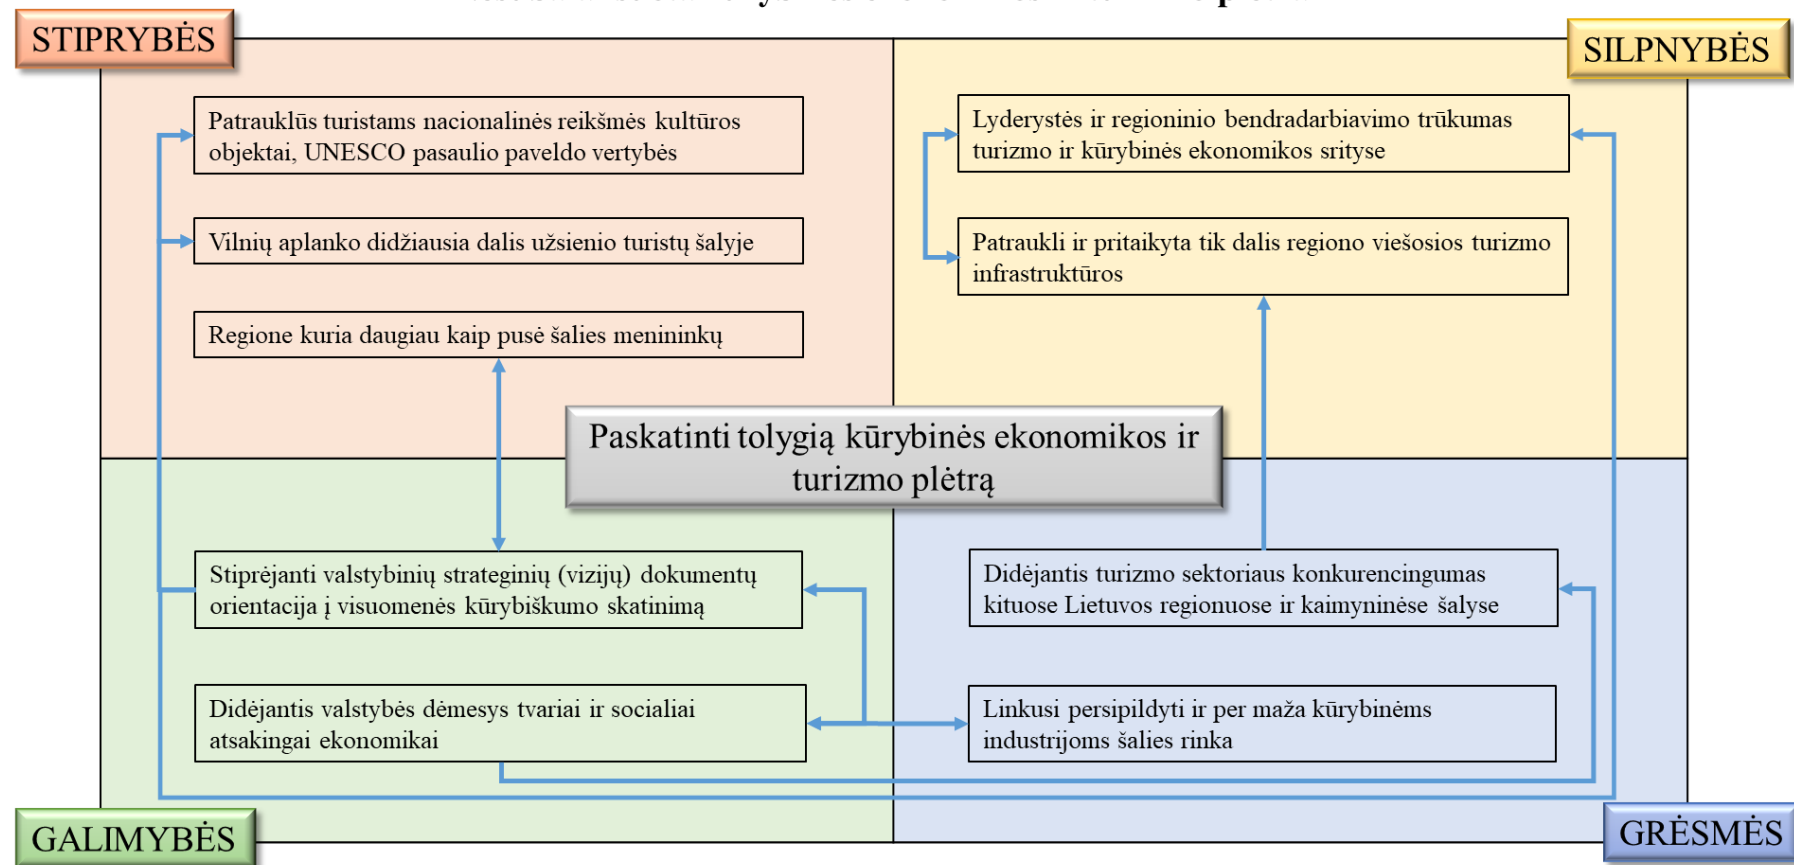 STIPRYBĖS
SILPNYBĖS
Patrauklūs turistams nacionalinės reikšmės kultūros
objektai, UNESCO pasaulio paveldo vertybės
Vilnių aplanko didžiausia dalis užsienio turistų šalyje
Regione kuria daugiau kaip pusė šalies menininkų
Lyderystės ir regioninio bendradarbiavimo trūkumas
turizmo ir kūrybinės ekonomikos srityse
Patraukli ir pritaikyta tik dalis regiono viešosios turizmo
infrastruktūros
Paskatinti tolygią kūrybinės ekonomikos ir
turizmo plėtrą
Stiprėjanti valstybinių strateginių (vizijų) dokumentų
orientacija į visuomenės kūrybiškumo skatinimą
Didėjantis valstybės dėmesys tvariai ir socialiai
atsakingai ekonomikai
Didėjantis turizmo sektoriaus konkurencingumas
kituose Lietuvos regionuose ir kaimyninėse šalyse
Linkusi persipildyti ir per maža kūrybinėms
industrijoms šalies rinka
GALIMYBĖS
GRĖSMĖS